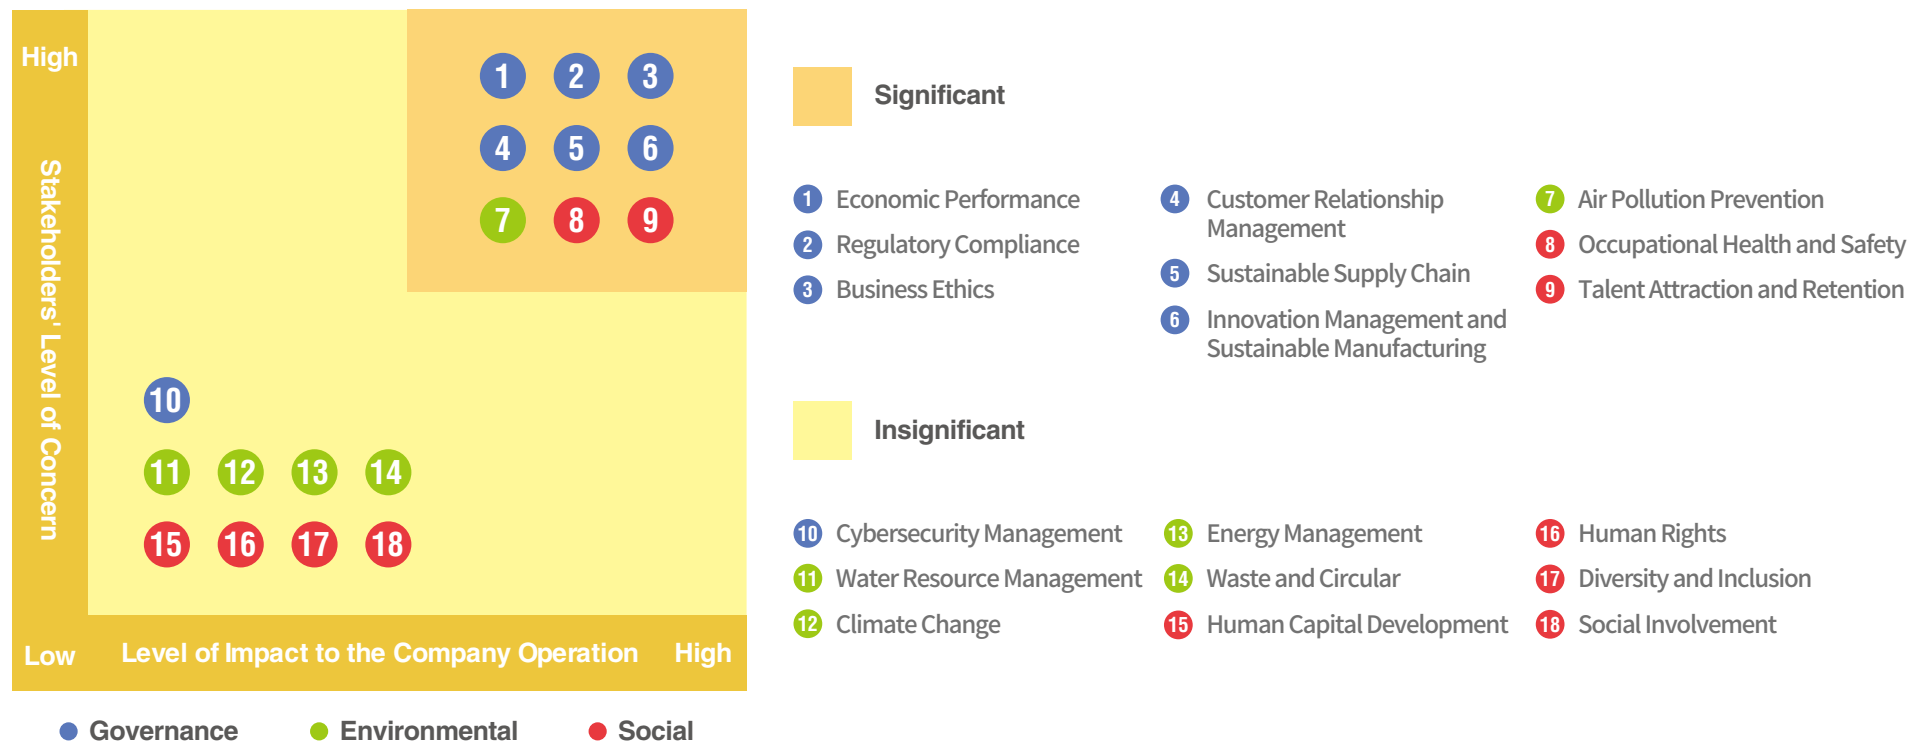 High
Stakeholders' Level of Concern
1 2 3
4 5 6
7 8 9
10
11 12 13 14
15 16 17 18
Low Level of Impact to the Company Operation High
Governance Environmental Social
Significant
1 Economic Performance
2 Regulatory Compliance
3 Business Ethics
4 Customer Relationship
Management
5 Sustainable Supply Chain
6 Innovation Management and
Sustainable Manufacturing
7 Air Pollution Prevention
8 Occupational Health and Safety
9 Talent Attraction and Retention
Insignificant
10 Cybersecurity Management
11 Water Resource Management
12 Climate Change
13 Energy Management
14 Waste and Circular
15 Human Capital Development
16 Human Rights
17 Diversity and Inclusion
18 Social Involvement